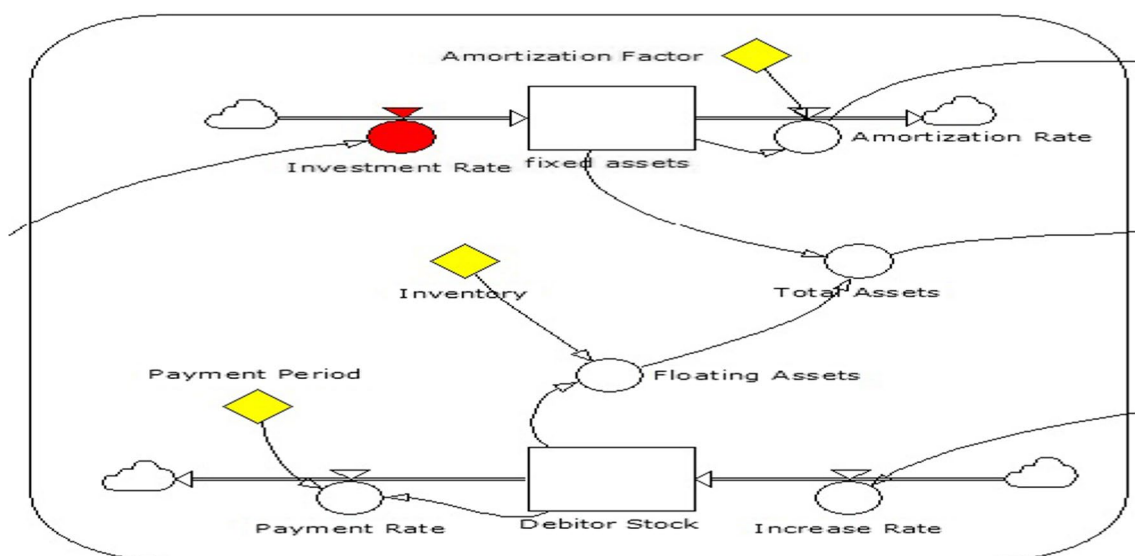 Amortization Factor
Amortization Rate
Investment Rate
fixed assets
Inventory
Total Assets
Payment Period
Floating Assets
Payment Rate
Debitor Stock
Increase Rate